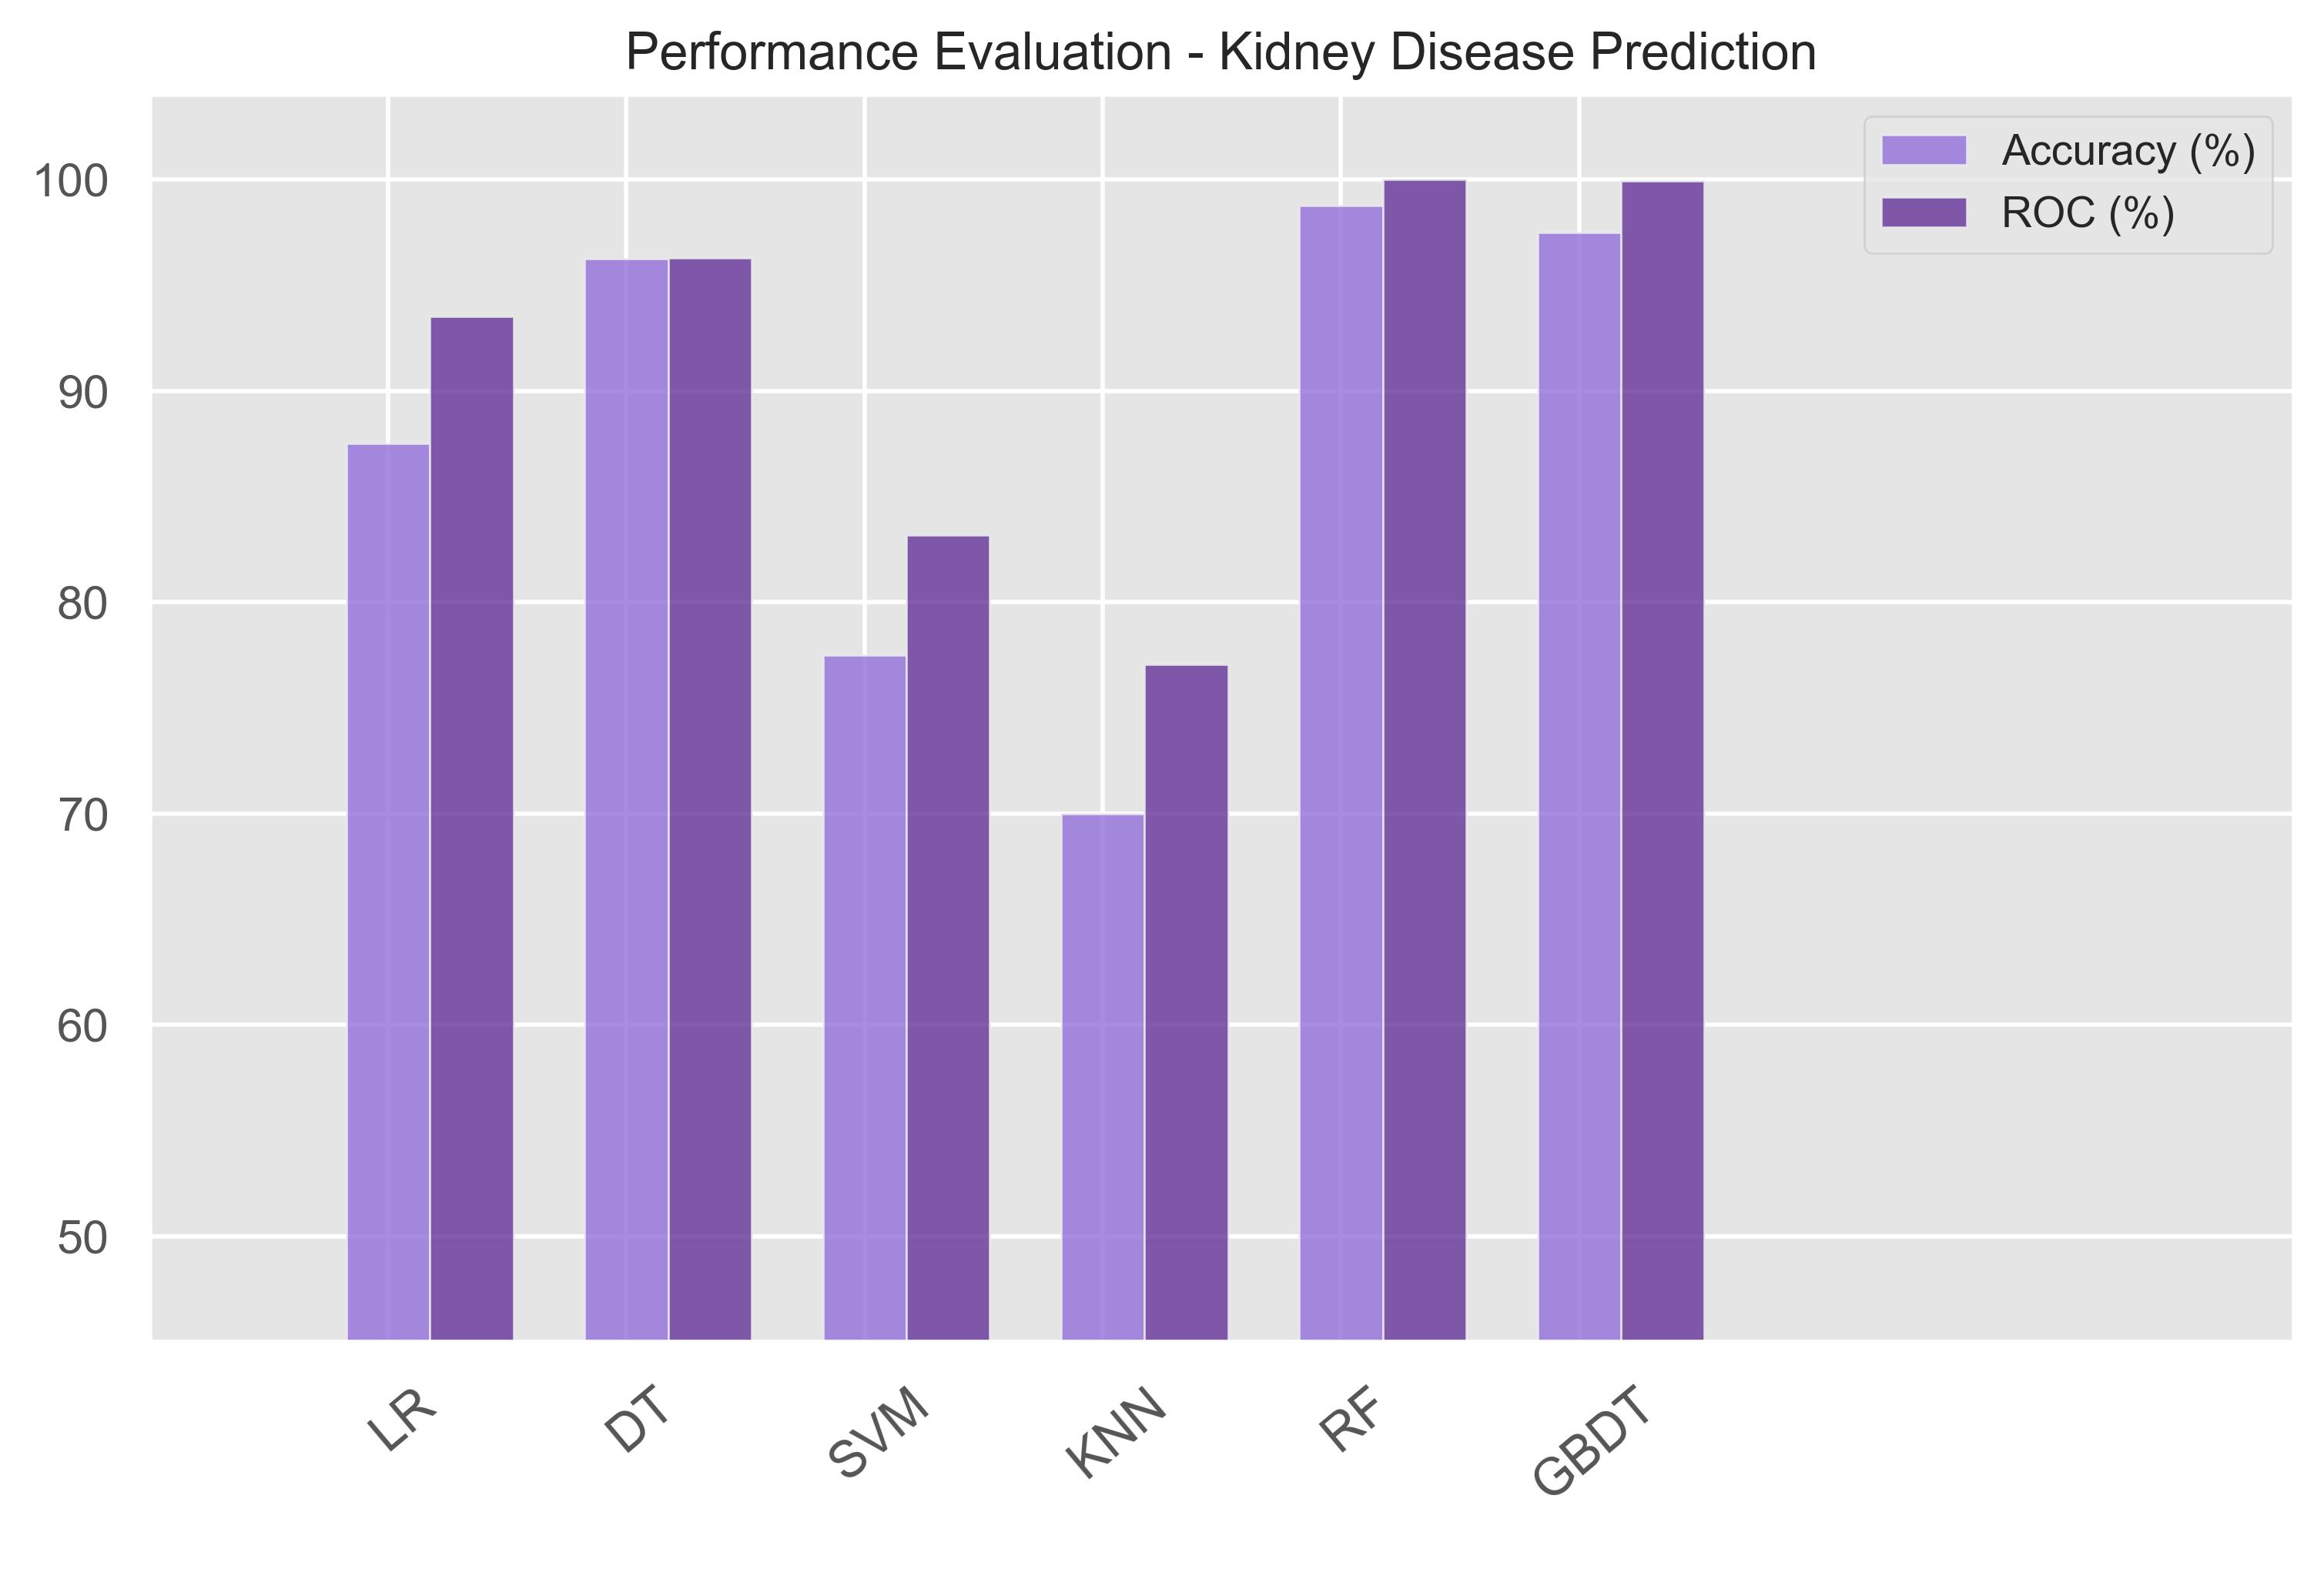 Performance Evaluation - Kidney Disease Prediction
Accuracy (%)
ROC (%)
100
90
80
70
60
50
LR
DT
SVM
KNN
RF
GBDT